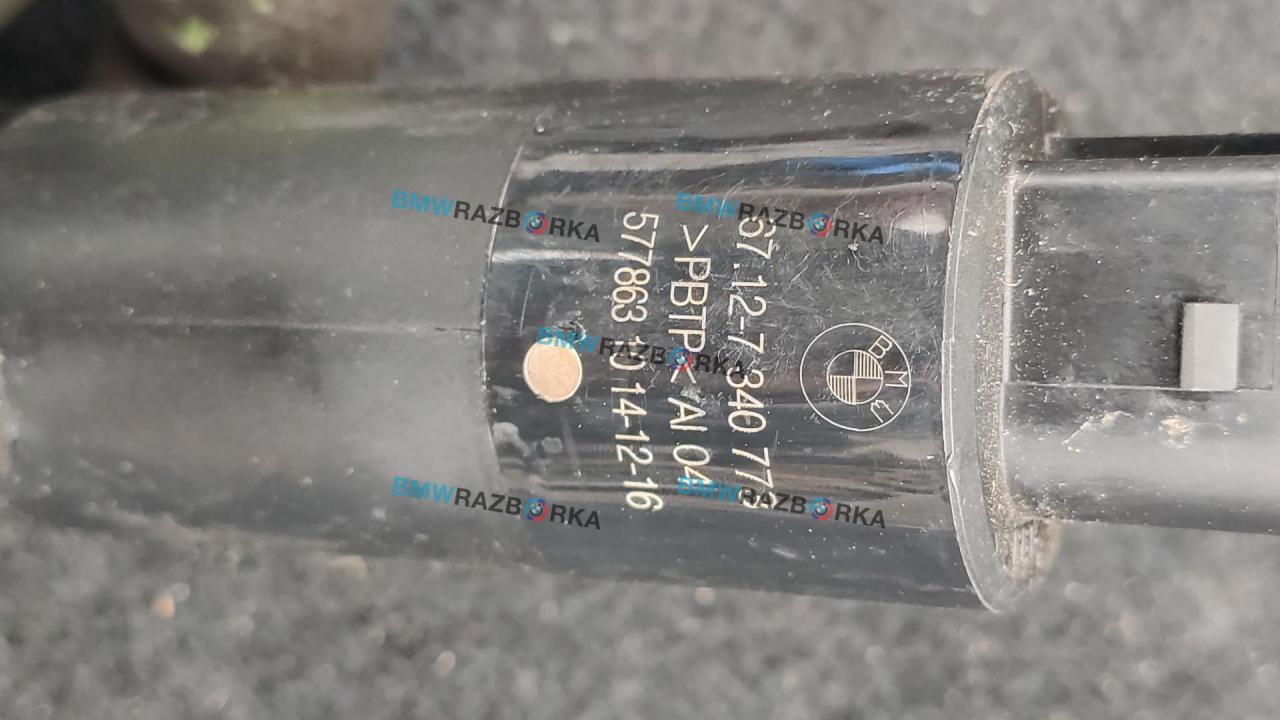 BMW
67.12-7 340 77
>PBTP< AI 04
577863 10 14-12-16
BMWRAZBORKA
BMWRAZBORKA
BMWRAZBORKA
BMWRAZBORKA
BMWRAZBORKA